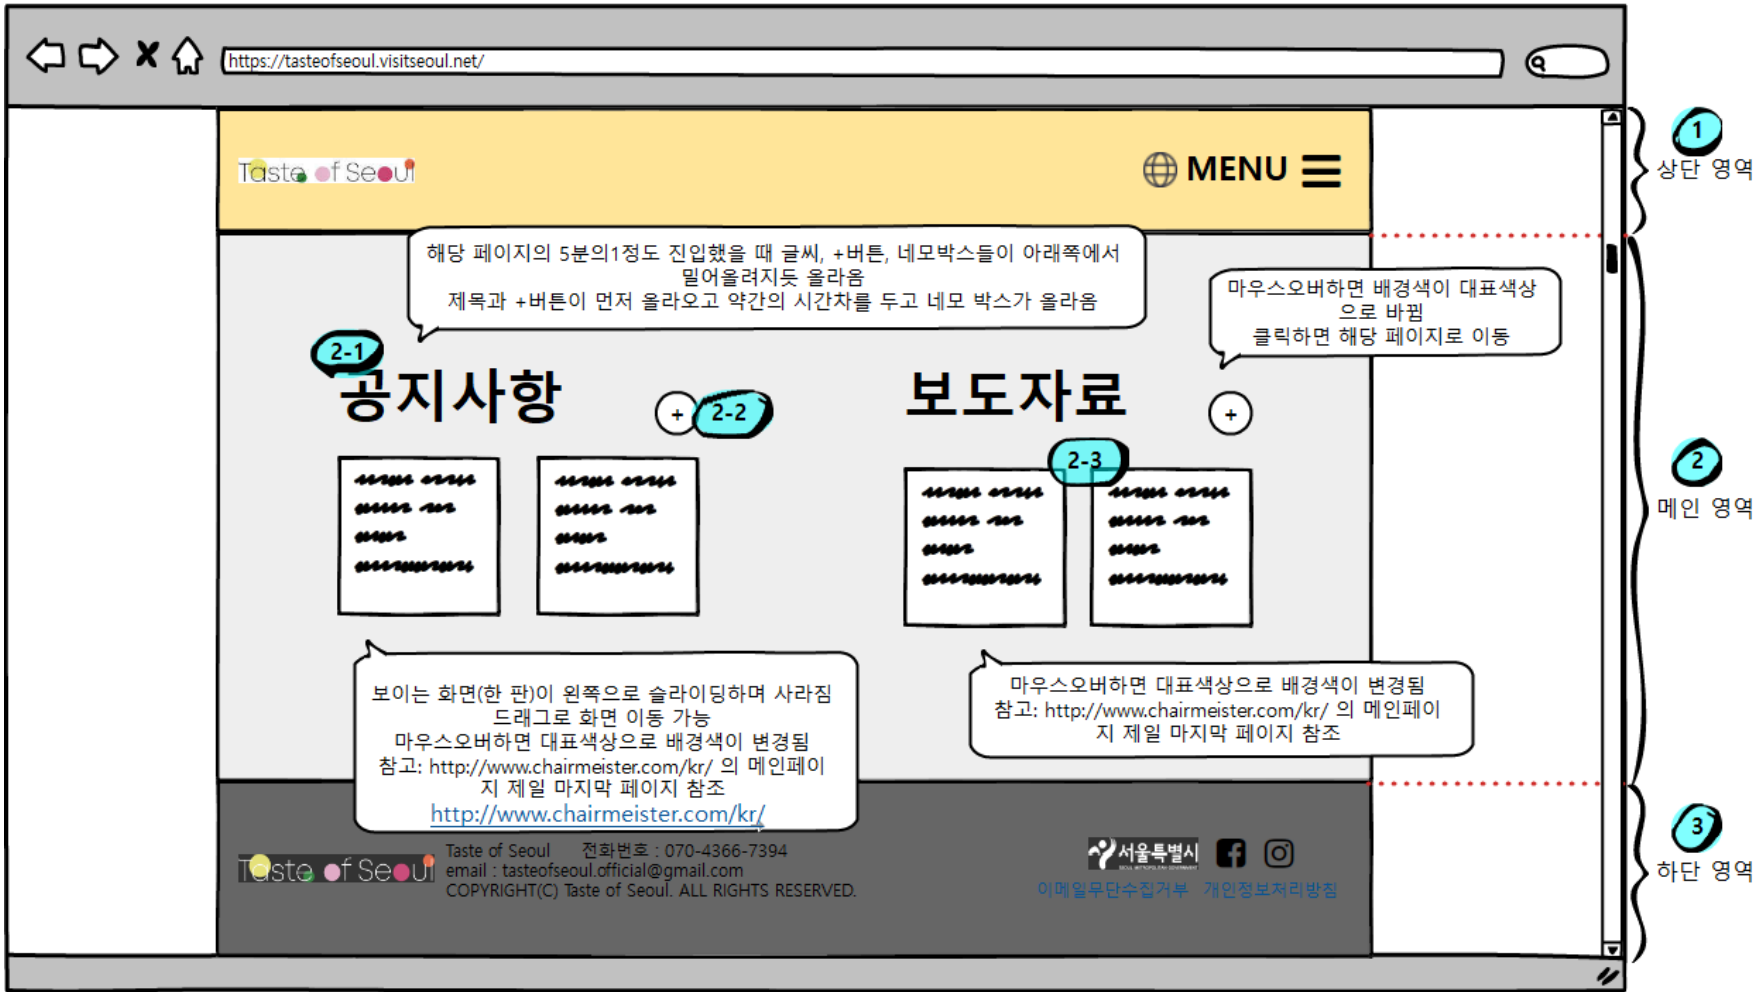 https://tasteofseoul.visitseoul.net/
1
상단 영역
Taste of Seoul
MENU
해당 페이지의 5분의1정도 진입했을 때 글씨, +버튼, 네모박스들이 아래쪽에서
밀어올려지듯 올라옴
제목과 +버튼이 먼저 올라오고 약간의 시간차를 두고 네모 박스가 올라옴
마우스오버하면 배경색이 대표색상
으로 바뀜
클릭하면 해당 페이지로 이동
2-1
공지사항
+
2-2
보도자료
+
2-3
2
메인 영역
보이는 화면(한 판)이 왼쪽으로 슬라이딩하며 사라짐
드래그로 화면 이동 가능
마우스오버하면 대표색상으로 배경색이 변경됨
참고: http://www.chairmeister.com/kr/ 의 메인페이
지 제일 마지막 페이지 참조
http://www.chairmeister.com/kr/
마우스오버하면 대표색상으로 배경색이 변경됨
참고: http://www.chairmeister.com/kr/ 의 메인페이
지 제일 마지막 페이지 참조
3
하단 영역
Taste of Seoul
Taste of Seoul 전화번호 : 070-4366-7394
email : tasteofseoul.official@gmail.com
COPYRIGHT(C) Taste of Seoul. ALL RIGHTS RESERVED.
서울특별시
이메일무단수집거부 개인정보처리방침